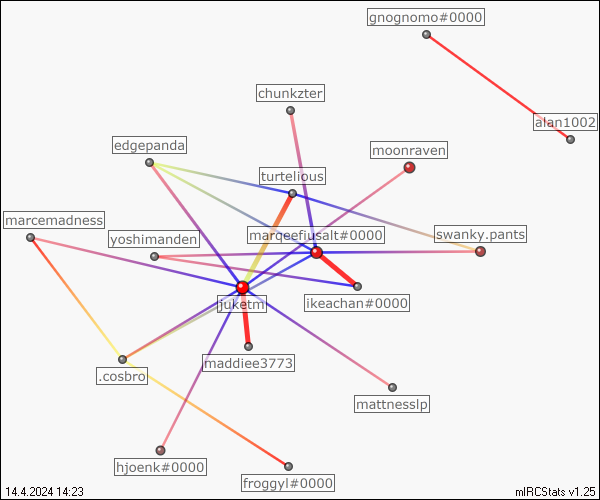 gnognomo#0000
chunkzter
alan1002
edgepanda
moonraven
turtelious
marcemadness
yoshimanden
marqeefiusalt#0000
swanky.pants
juketm
ikeachan#0000
maddiee3773
.cosbro
mattnesslp
hjoenk#0000
froggyl#0000
14.4.2024 14:23
mIRCStats v1.25